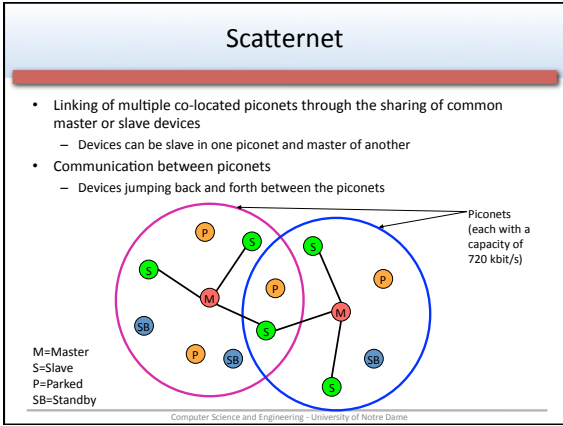 Scatternet
• Linking of multiple co-located piconets through the sharing of common
master or slave devices
– Devices can be slave in one piconet and master of another
• Communication between piconets
– Devices jumping back and forth between the piconets
Piconets
(each with a
capacity of
720 kbit/s)
P
S
S
S
P
P
M
M
SB
S
P
SB
SB
S
M=Master
S=Slave
P=Parked
SB=Standby
Computer Science and Engineering - University of Notre Dame